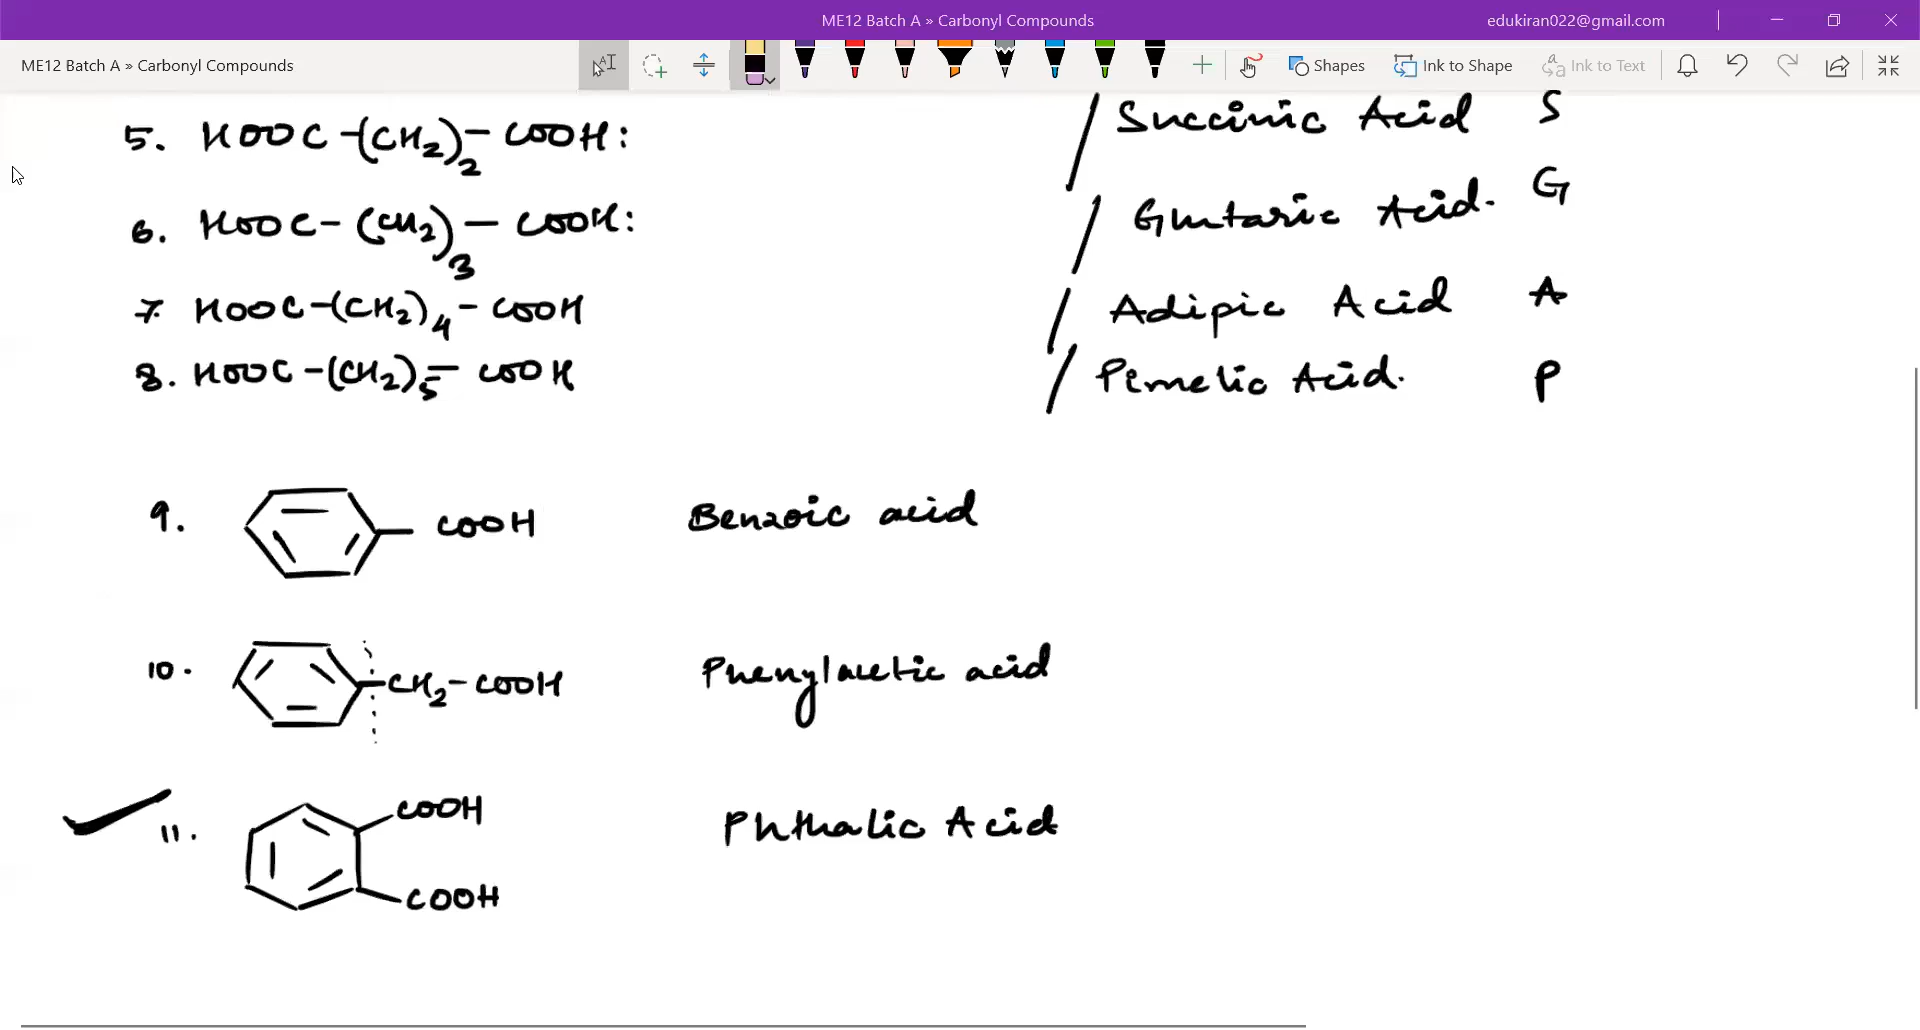 ME12 Batch A » Carbonyl Compounds
edukiran022@gmail.com
ME12 Batch A » Carbonyl Compounds
Shapes
Ink to Shape
Ink to Text
5. HOOC-(CH₂)₂-COOH: / Succinic Acid S
6. HOOC-(CH₂)₃-COOH: / Glutaric Acid. G
7. HOOC-(CH₂)₄-COOH / Adipic Acid A
8. HOOC-(CH₂)₅-COOH / Pimelic Acid. P
9. COOH Benzoic acid
10. CH₂-COOH Phenylacetic acid
COOH
11. Phthalic Acid
COOH